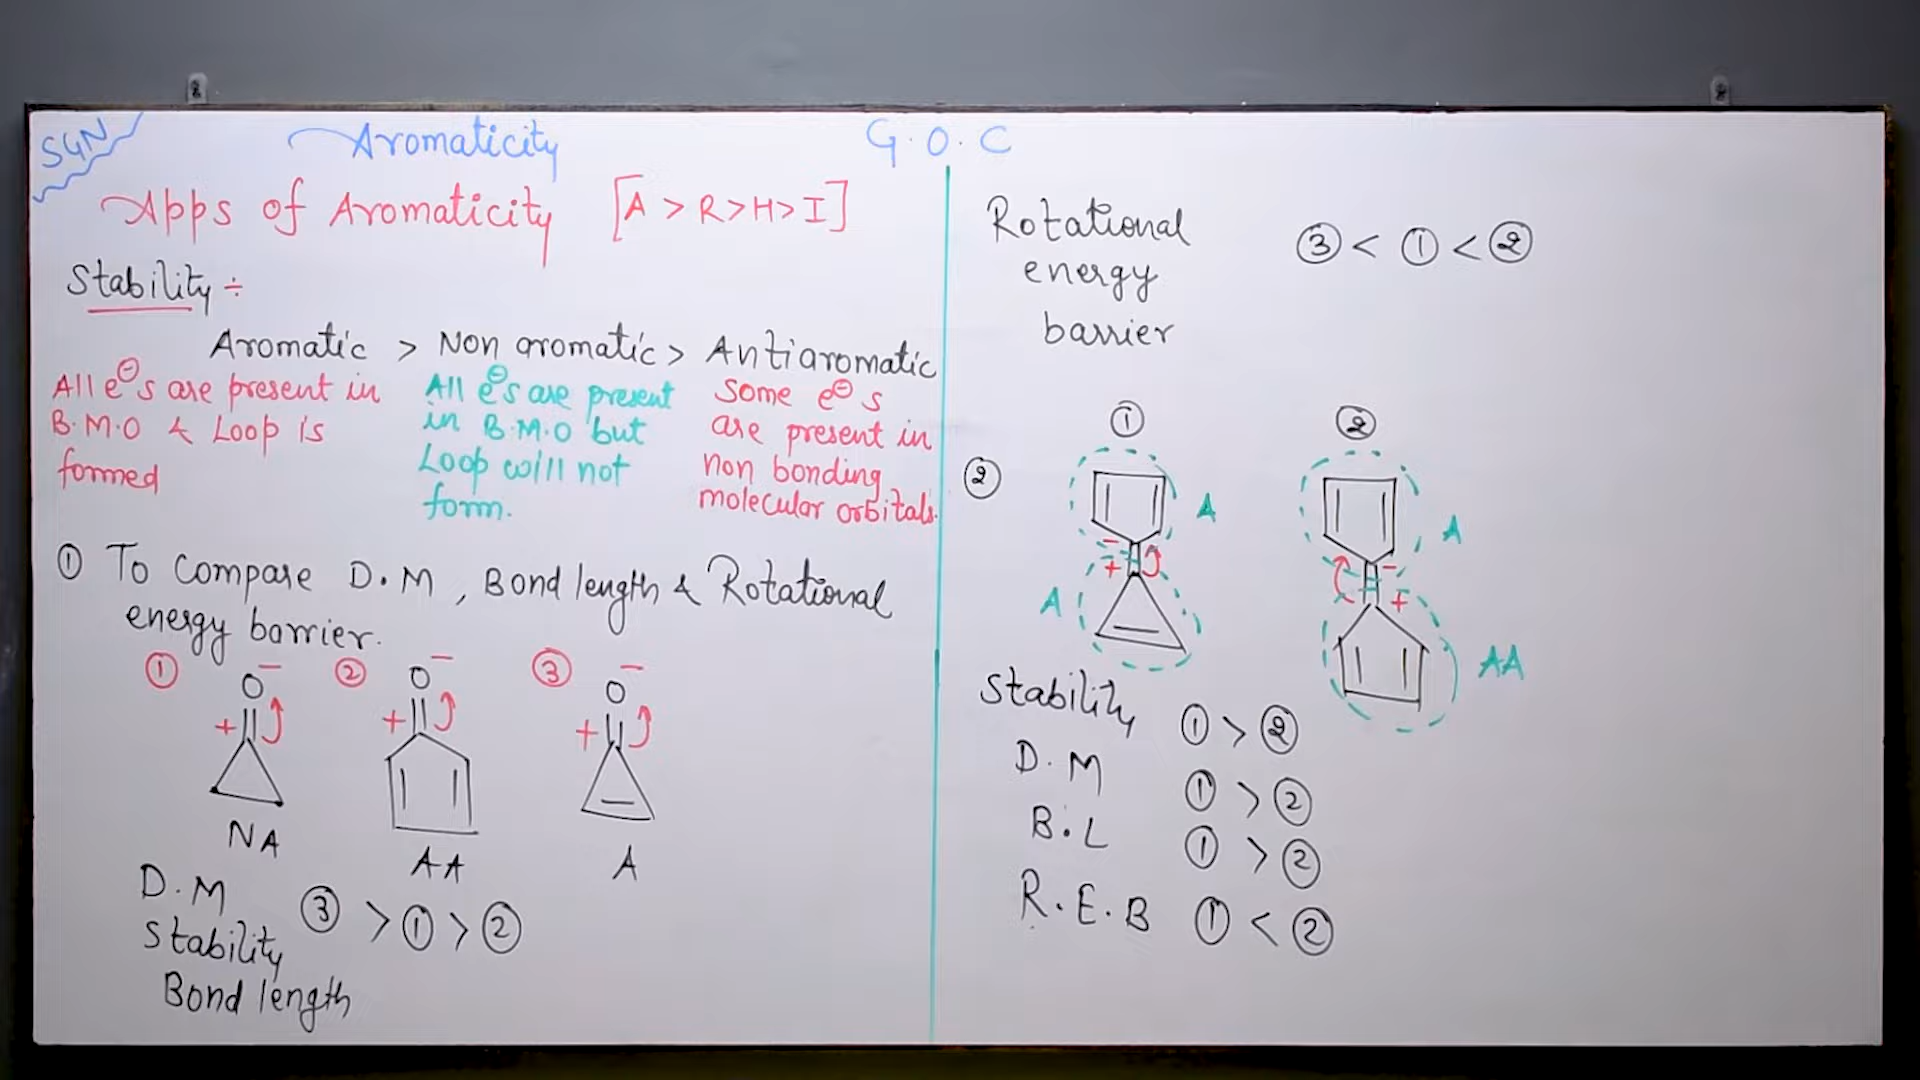 SGN
Aromaticity
G.O.C
Apps of Aromaticity [A > R > H > I]
Stability ÷
Aromatic > Non aromatic > Antiaromatic
All e⊖s are present in
B.M.O & Loop is
formed
All e⊖s are present
in B.M.O but
Loop will not
form.
Some e⊖s
are present in
non bonding
molecular orbitals.
① To Compare D.M, Bond length & Rotational
energy barrier.
① ② ③
O− O− O−
+ + +
NA AA A
D.M
Stability
Bond length
③ > ① > ②
Rotational
energy
barrier
③ < ① < ②
① ②
②
A A
− −
+ +
A AA
Stability ① > ②
D.M ① > ②
B.L ① > ②
R.E.B ① < ②